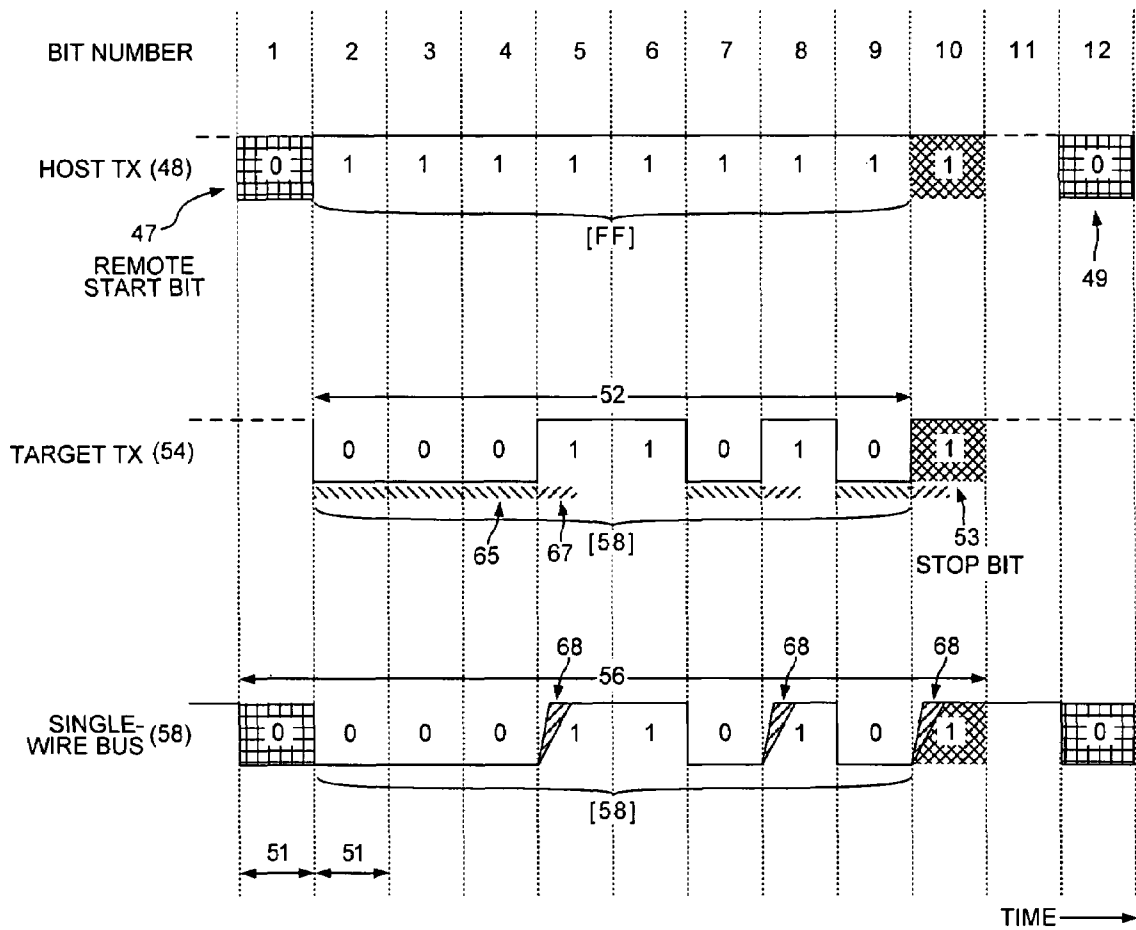 BIT NUMBER 1 2 3 4 5 6 7 8 9 10 11 12
HOST TX (48) 0 1 1 1 1 1 1 1 1 1 0
47
REMOTE
START BIT
[FF]
49
52
TARGET TX (54) 0 0 0 1 1 0 1 0 1
65 67 [58] 53
STOP BIT
68 68 68
56
SINGLE-
WIRE BUS (58) 0 0 0 0 1 1 0 1 0 1 0
[58]
51 51
TIME